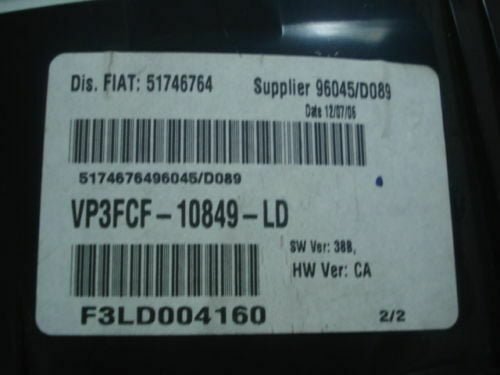 Dis. FIAT: 51746764 Supplier 96045/D089
Date 12/07/06
5174676496045/D089
VP3FCF-10849-LD
SW Ver: 38B,
HW Ver: CA
F3LD004160 2/2